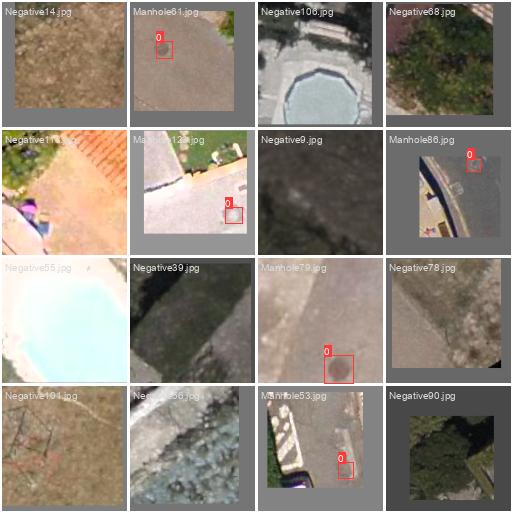 Negative14.jpg
Manhole61.jpg
0
Negative106.jpg
Negative68.jpg
0
Negative9.jpg
Manhole86.jpg
0
Negative55.jpg
Negative39.jpg
Manhole79.jpg
0
Negative78.jpg
Negative101.jpg
Manhole53.jpg
0
Negative90.jpg